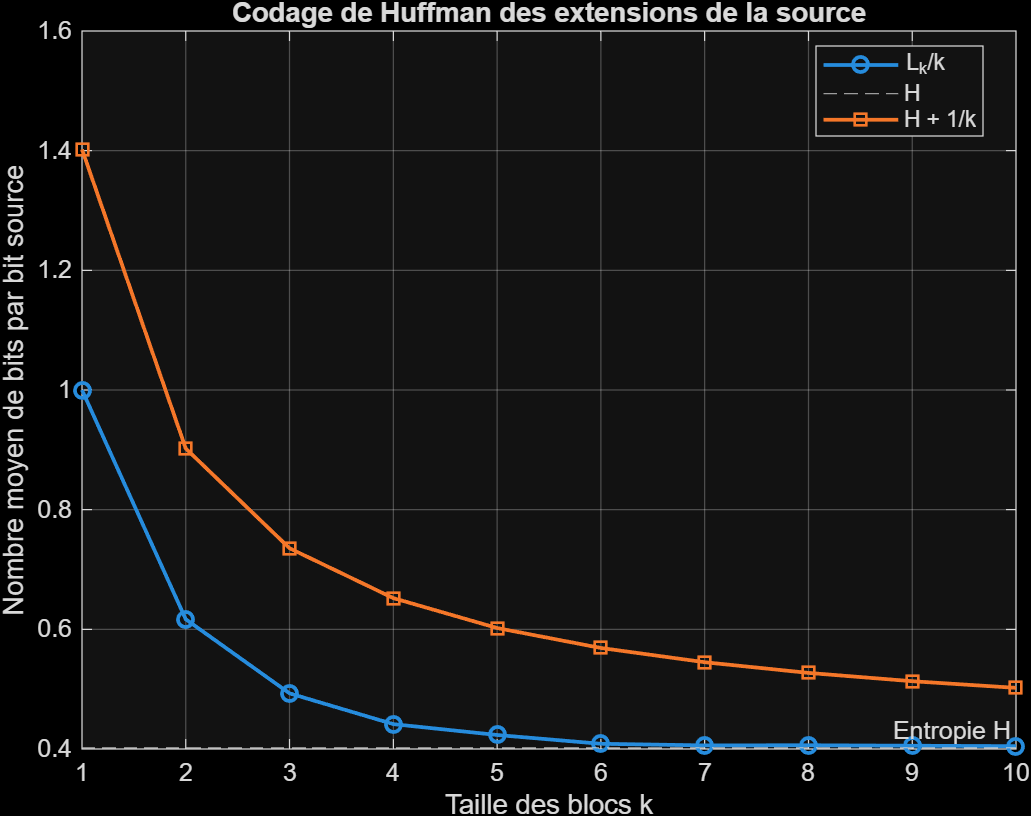 Codage de Huffman des extensions de la source
1.6
1.4
1.2
1
0.8
0.6
0.4
Nombre moyen de bits par bit source
Lₖ/k
H
H + 1/k
Entropie H
1 2 3 4 5 6 7 8 9 10
Taille des blocs k